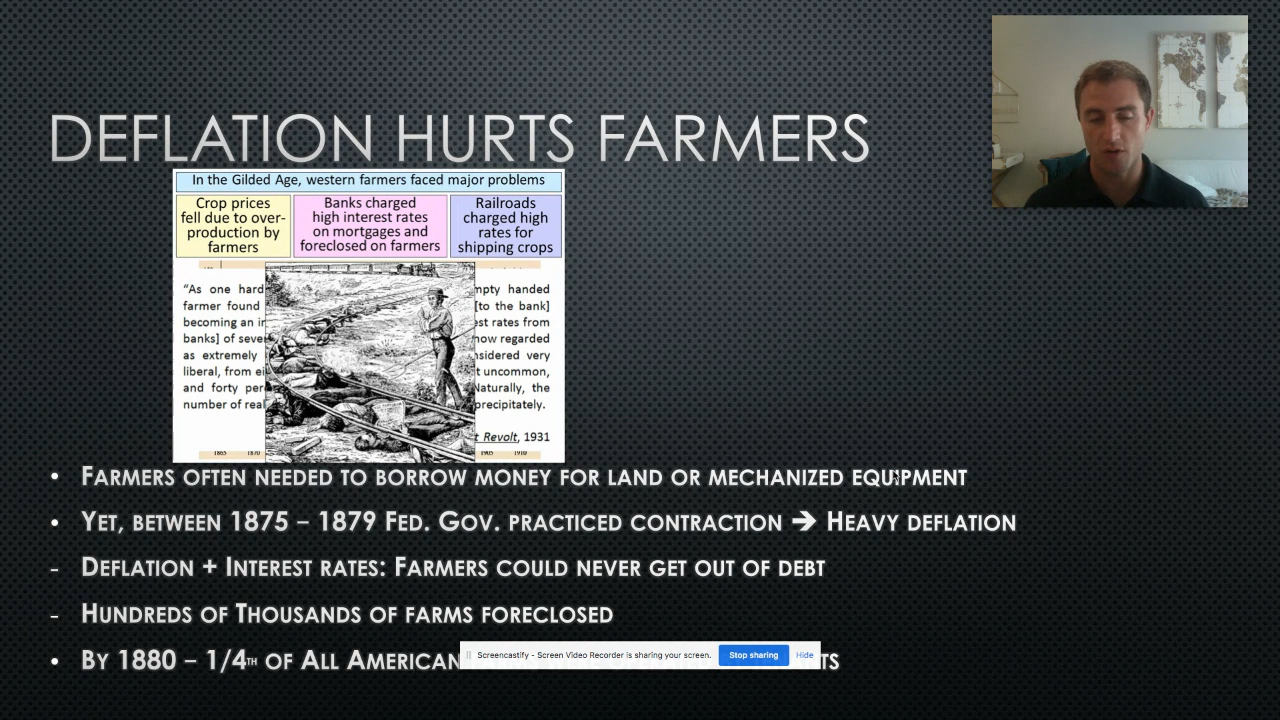 DEFLATION HURTS FARMERS
In the Gilded Age, western farmers faced major problems
Crop prices
fell due to over-
production by
farmers
Banks charged
high interest rates
on mortgages and
foreclosed on farmers
Railroads
charged high
rates for
shipping crops
"As one hard
mpty handed
farmer found
[to the bank]
becoming an
est rates from
banks] of
now regarded
as extremely
nsidered very
liberal, from
t uncommon,
and forty
Naturally, the
number of
precipitately.
t Revolt, 1931
1865 1870
1905 1910
• FARMERS OFTEN NEEDED TO BORROW MONEY FOR LAND OR MECHANIZED EQUIPMENT
• YET, BETWEEN 1875 – 1879 FED. GOV. PRACTICED CONTRACTION ➔ HEAVY DEFLATION
- DEFLATION + INTEREST RATES: FARMERS COULD NEVER GET OUT OF DEBT
- HUNDREDS OF THOUSANDS OF FARMS FORECLOSED
• BY 1880 – 1/4TH OF ALL AMERICAN
TS
Screencastify - Screen Video Recorder is sharing your screen.
Stop sharing
Hide